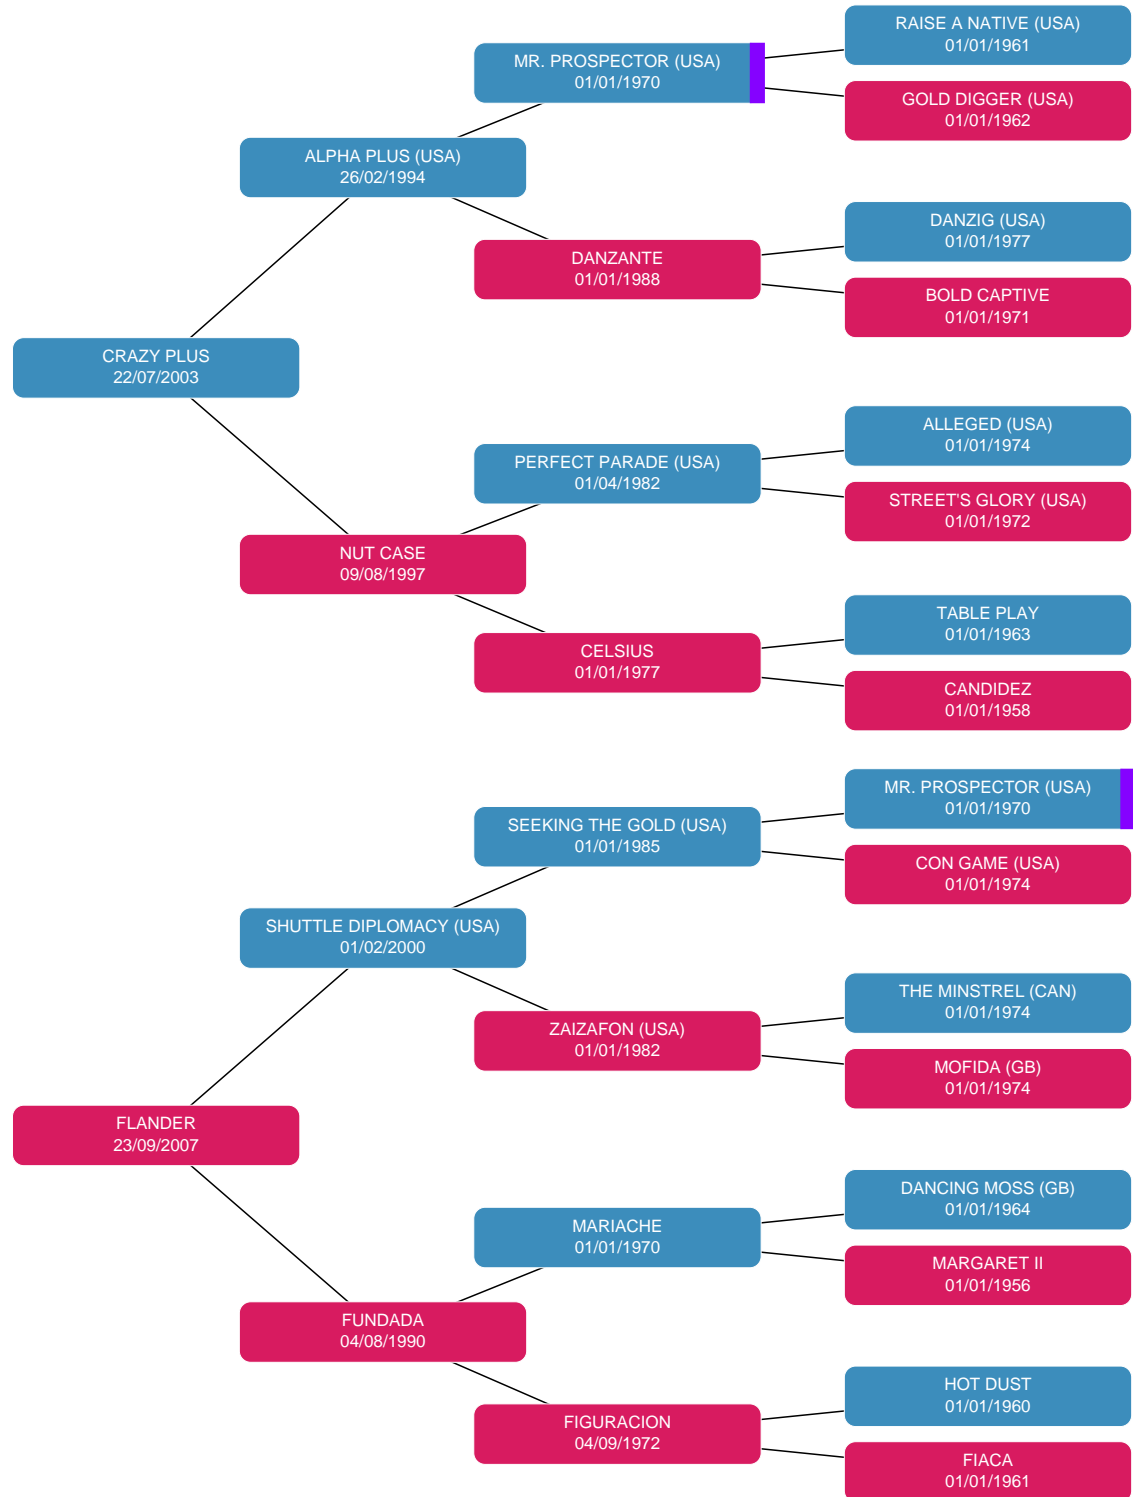 RAISE A NATIVE (USA)
01/01/1961
MR. PROSPECTOR (USA)
01/01/1970
GOLD DIGGER (USA)
01/01/1962
ALPHA PLUS (USA)
26/02/1994
DANZIG (USA)
01/01/1977
DANZANTE
01/01/1988
BOLD CAPTIVE
01/01/1971
CRAZY PLUS
22/07/2003
ALLEGED (USA)
01/01/1974
PERFECT PARADE (USA)
01/04/1982
STREET'S GLORY (USA)
01/01/1972
NUT CASE
09/08/1997
TABLE PLAY
01/01/1963
CELSIUS
01/01/1977
CANDIDEZ
01/01/1958
MR. PROSPECTOR (USA)
01/01/1970
SEEKING THE GOLD (USA)
01/01/1985
CON GAME (USA)
01/01/1974
SHUTTLE DIPLOMACY (USA)
01/02/2000
THE MINSTREL (CAN)
01/01/1974
ZAIZAFON (USA)
01/01/1982
MOFIDA (GB)
01/01/1974
FLANDER
23/09/2007
DANCING MOSS (GB)
01/01/1964
MARIACHE
01/01/1970
MARGARET II
01/01/1956
FUNDADA
04/08/1990
HOT DUST
01/01/1960
FIGURACION
04/09/1972
FIACA
01/01/1961